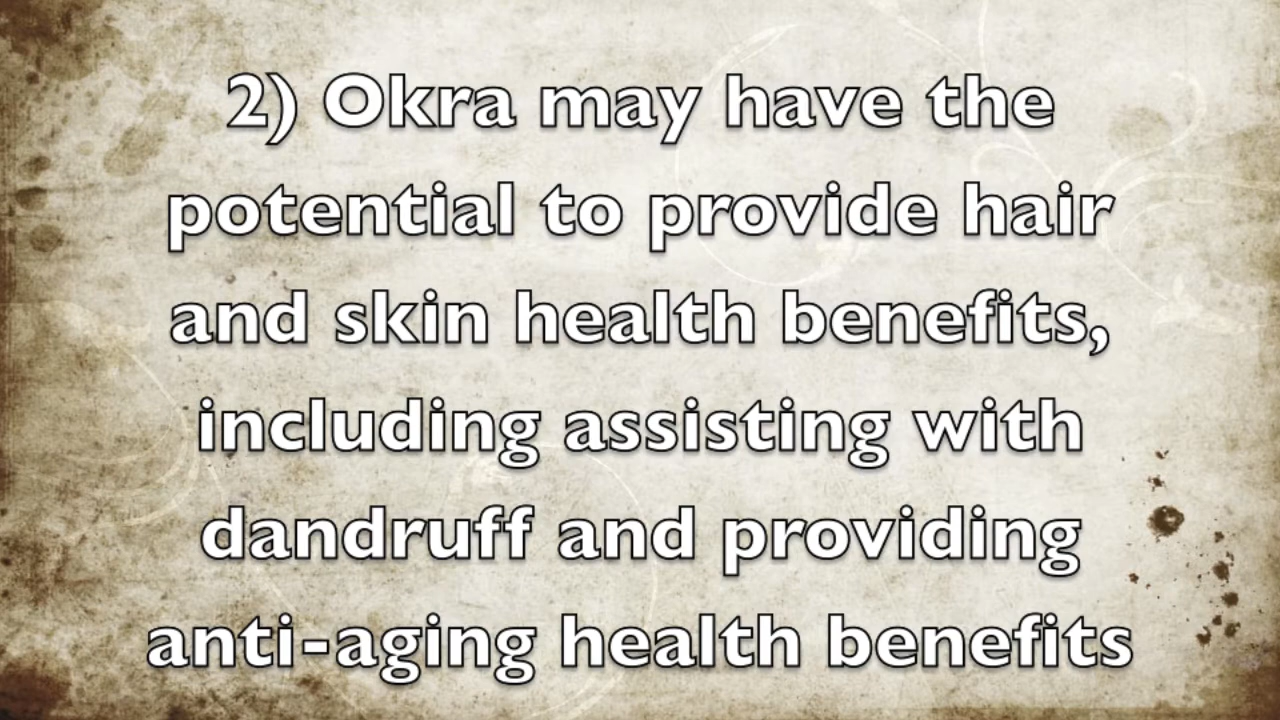 2) Okra may have the
potential to provide hair
and skin health benefits,
including assisting with
dandruff and providing
anti-aging health benefits